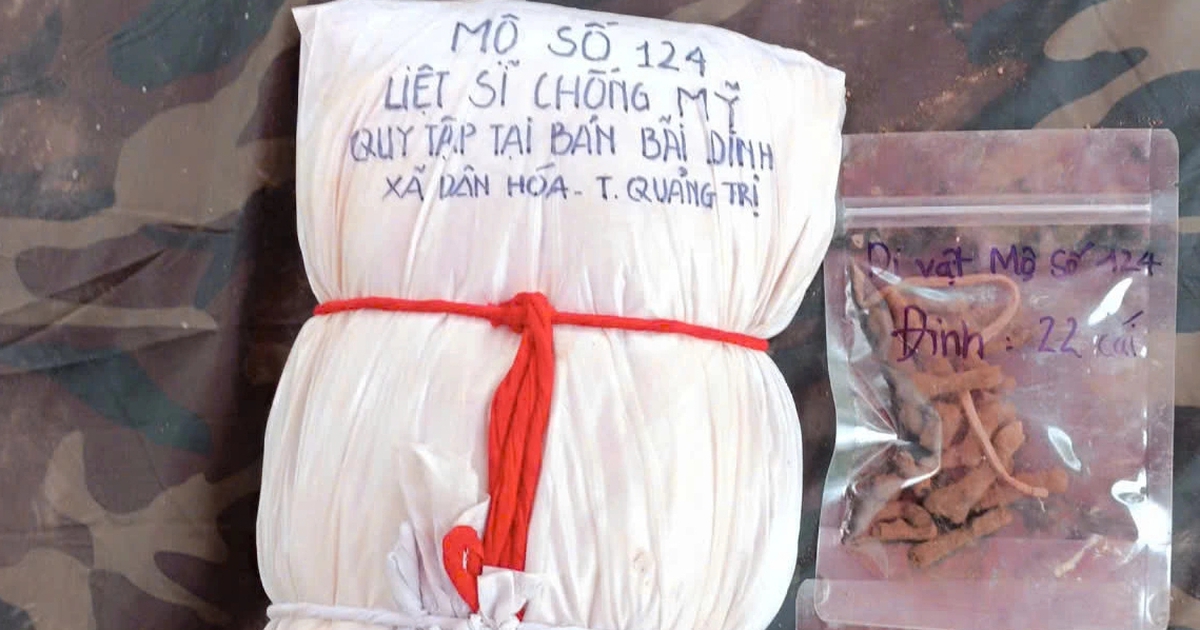 MỘ SỐ 124
LIỆT SĨ CHỐNG MỸ
QUY TẬP TẠI BẢN BÃI DINH
XÃ DÂN HÓA - T. QUẢNG TRỊ
Di vật Mộ số 124
Đinh : 22 cái